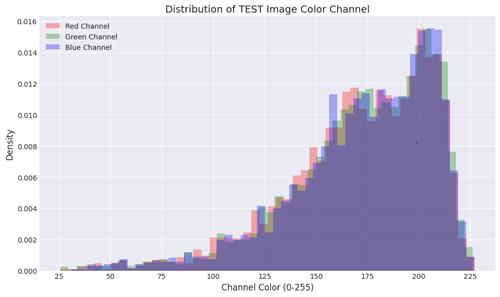 Distribution of TEST Image Color Channel
Red Channel
Green Channel
Blue Channel
0.016
0.014
0.012
0.010
0.008
0.006
0.004
0.002
0.000
Density
25 50 75 100 125 150 175 200 225
Channel Color (0-255)